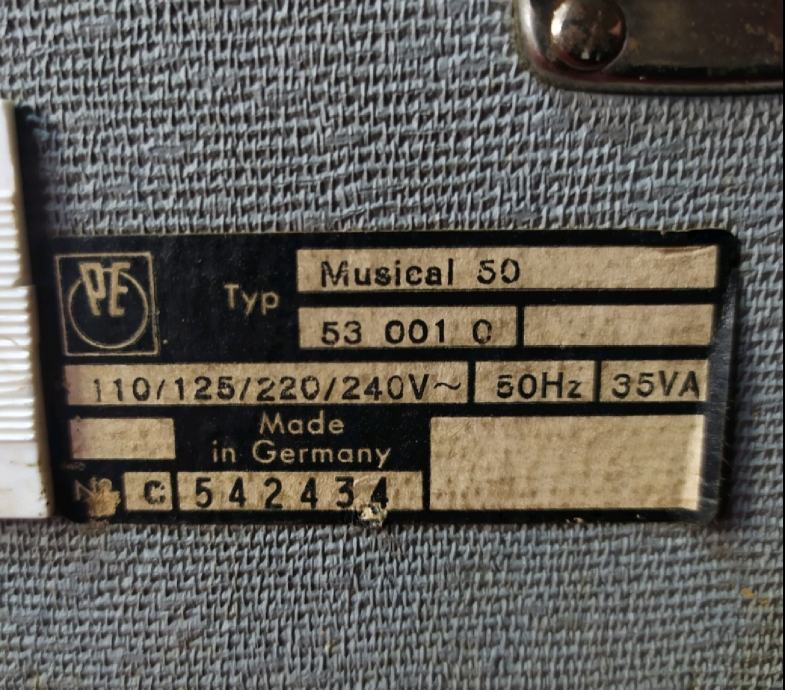 PE
Typ Musical 50
53 001 0
110/125/220/240V~ 50Hz 35VA
Made
in Germany
No. C 542434